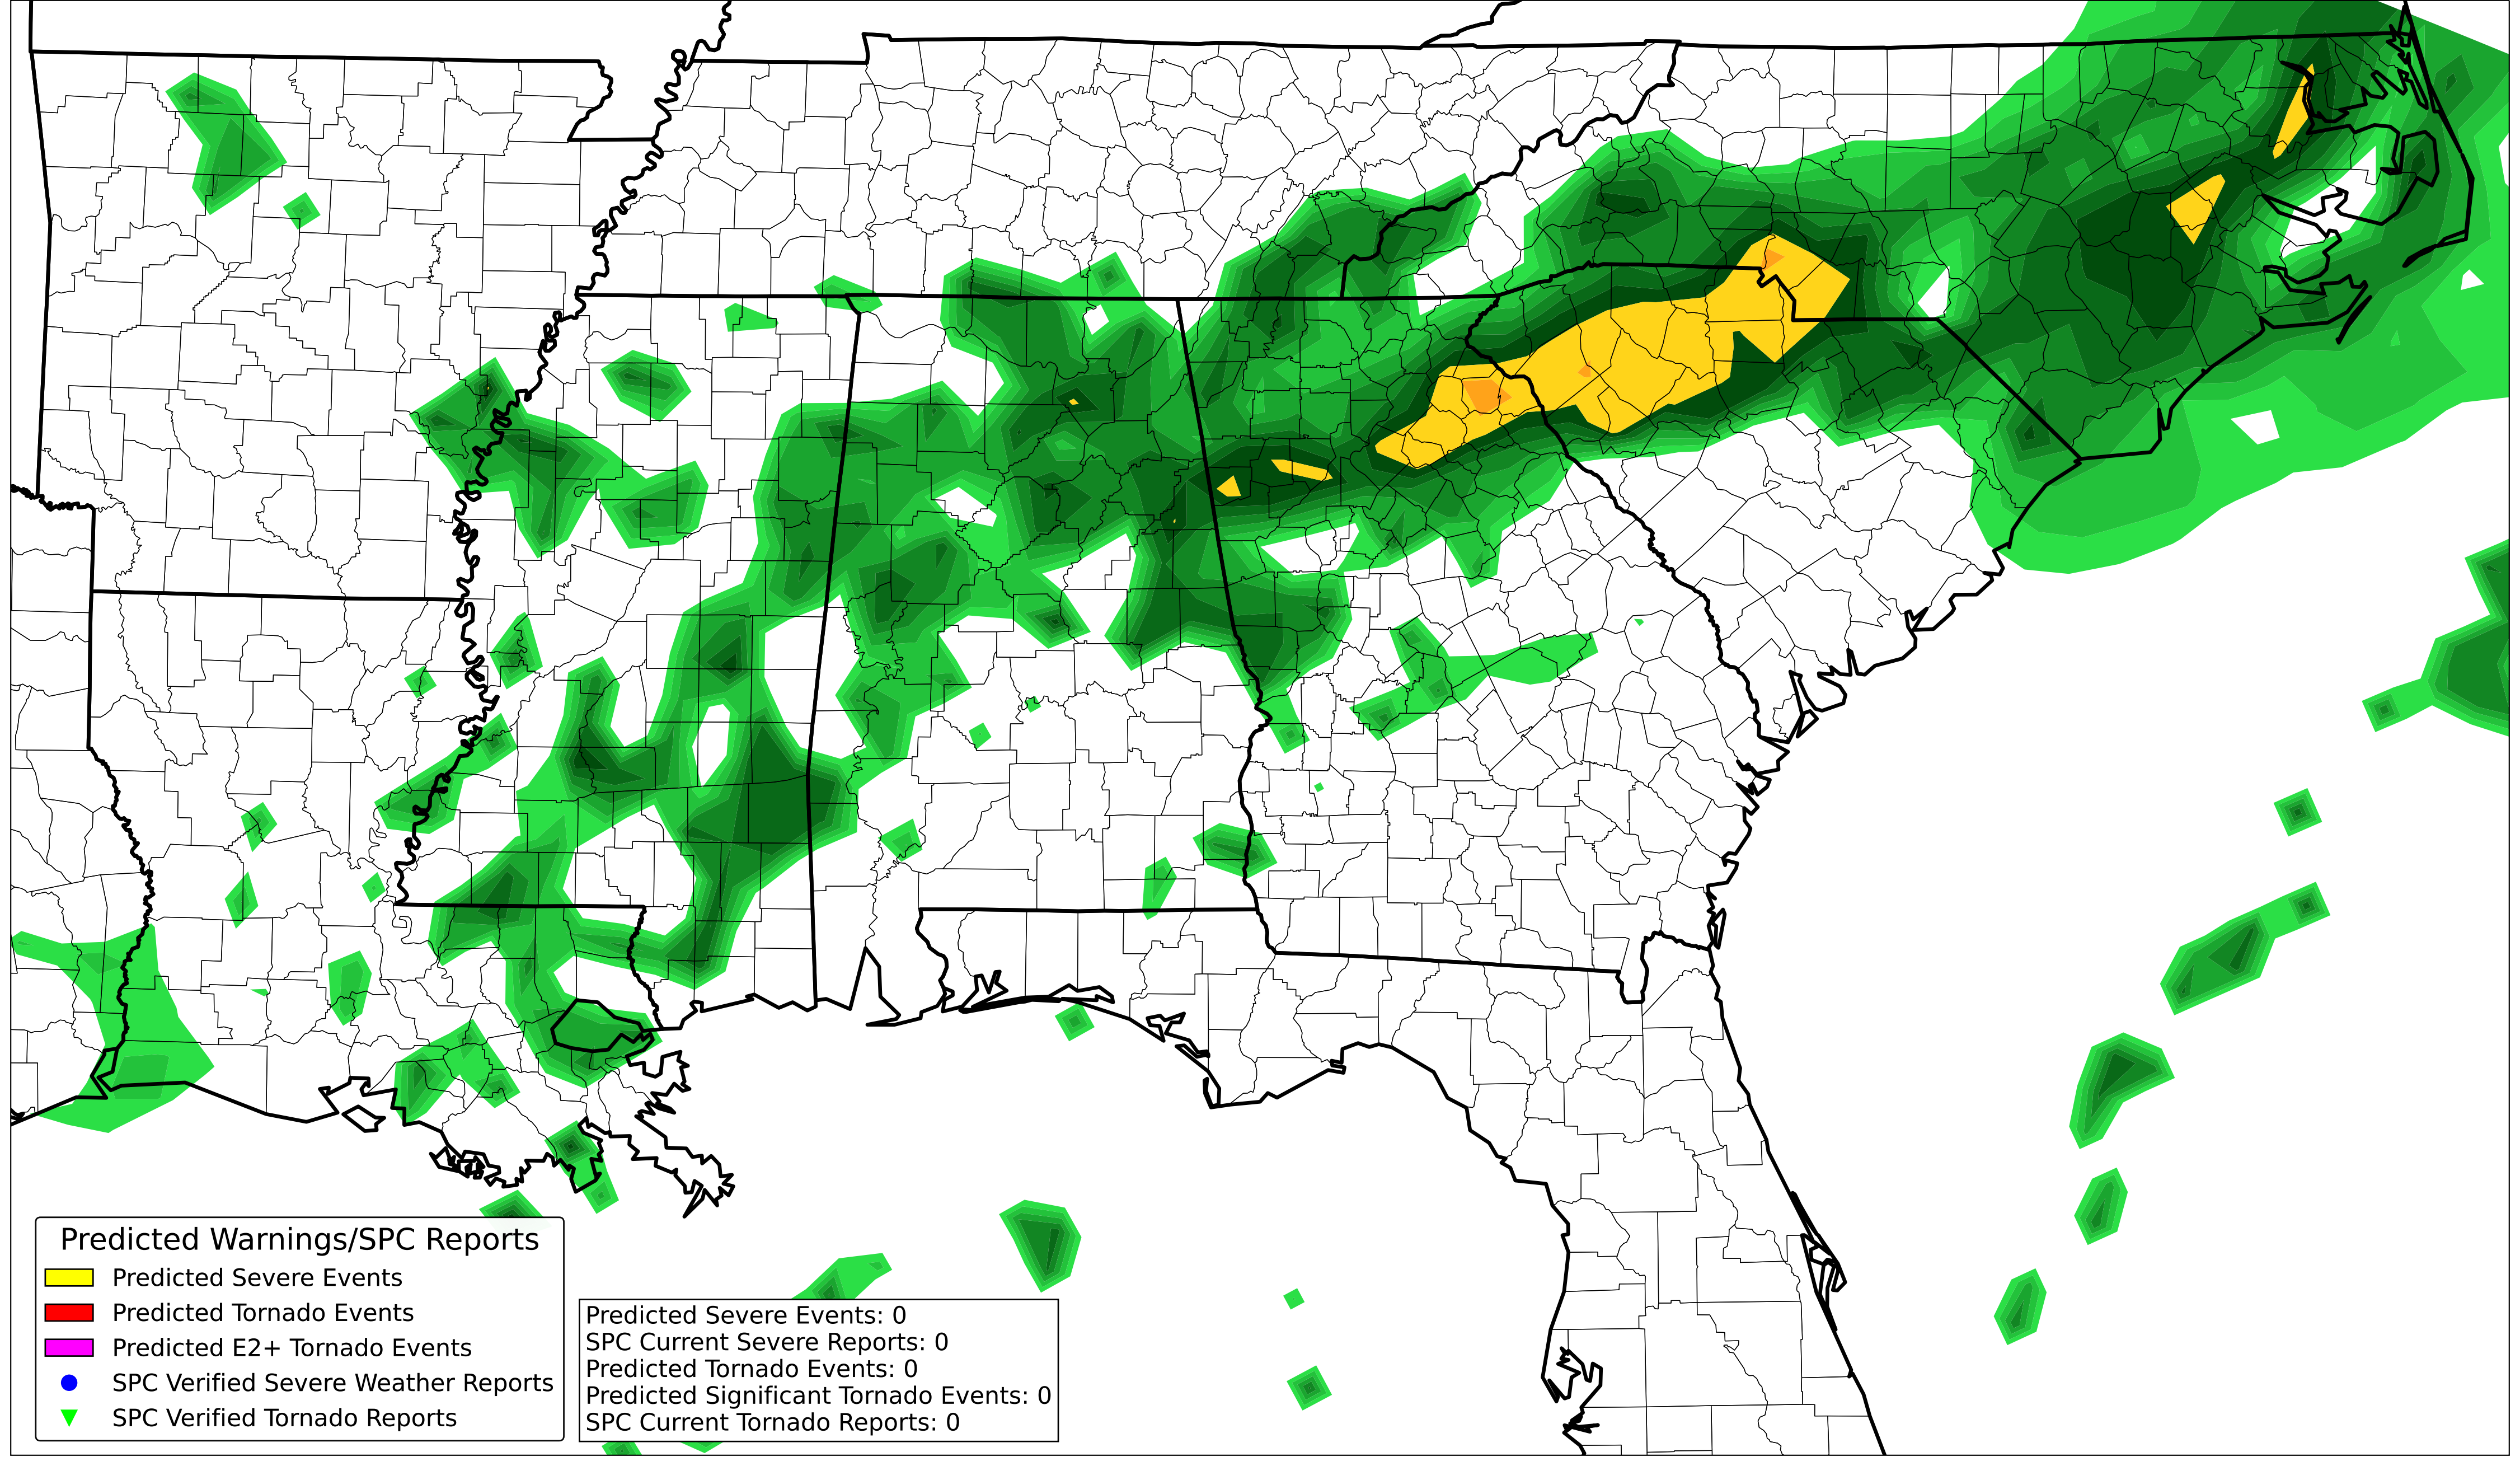 Predicted Warnings/SPC Reports
Predicted Severe Events
Predicted Tornado Events
Predicted E2+ Tornado Events
SPC Verified Severe Weather Reports
SPC Verified Tornado Reports
Predicted Severe Events: 0
SPC Current Severe Reports: 0
Predicted Tornado Events: 0
Predicted Significant Tornado Events: 0
SPC Current Tornado Reports: 0